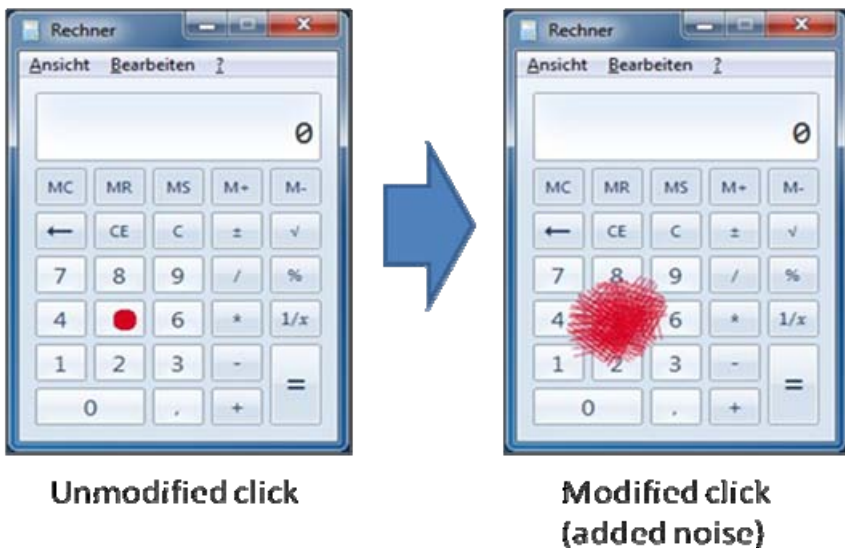 Rechner
Ansicht Bearbeiten ?
0
MC MR MS M+ M-
← CE C ± √
7 8 9 / %
4 6 * 1/x
1 2 3 - =
0 , +
Unmodified click
Rechner
Ansicht Bearbeiten ?
0
MC MR MS M+ M-
← CE C ± √
7 8 9 / %
4 6 * 1/x
1 2 3 - =
0 , +
Modified click
(added noise)